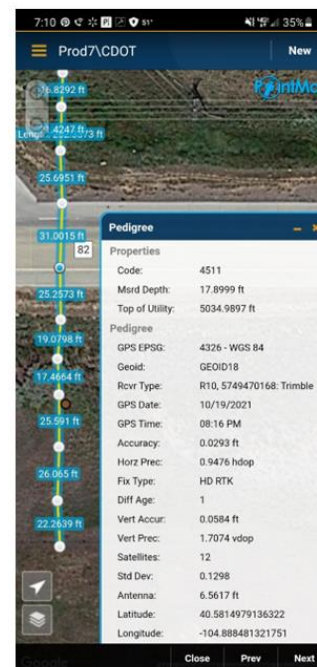 7:10
51°
35%
Prod7\CDOT
New
16.8292 ft
25.6951 ft
31.0015 ft
82
25.2573 ft
19.0798 ft
17.4664 ft
25.591 ft
26.065 ft
22.2639 ft
Pedigree
Properties
Code: 4511
Msrd Depth: 17.8999 ft
Top of Utility: 5034.9897 ft
Pedigree
GPS EPSG: 4326 - WGS 84
Geoid: GEOID18
Rcvr Type: R10, 5749470168: Trimble
GPS Date: 10/19/2021
GPS Time: 08:16 PM
Accuracy: 0.0293 ft
Horz Prec: 0.9476 hdop
Fix Type: HD RTK
Diff Age: 1
Vert Accur: 0.0584 ft
Vert Prec: 1.7074 vdop
Satellites: 12
Std Dev: 0.1298
Antenna: 6.5617 ft
Latitude: 40.5814979136322
Longitude: -104.888481321751
Close Prev Next